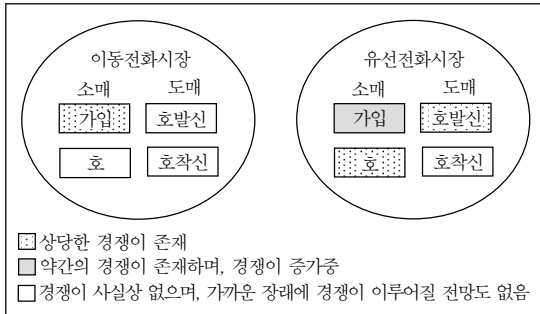 이동전화시장 유선전화시장
소매 도매 소매 도매
가입 호발신 가입 호발신
호 호착신 호 호착신
상당한 경쟁이 존재
약간의 경쟁이 존재하며, 경쟁이 증가중
경쟁이 사실상 없으며, 가까운 장래에 경쟁이 이루어질 전망도 없음